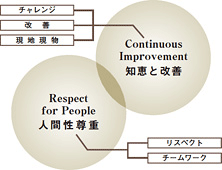 チャレンジ
改善
現地現物
Continuous
Improvement
知恵と改善
Respect
for People
人間性尊重
リスペクト
チームワーク